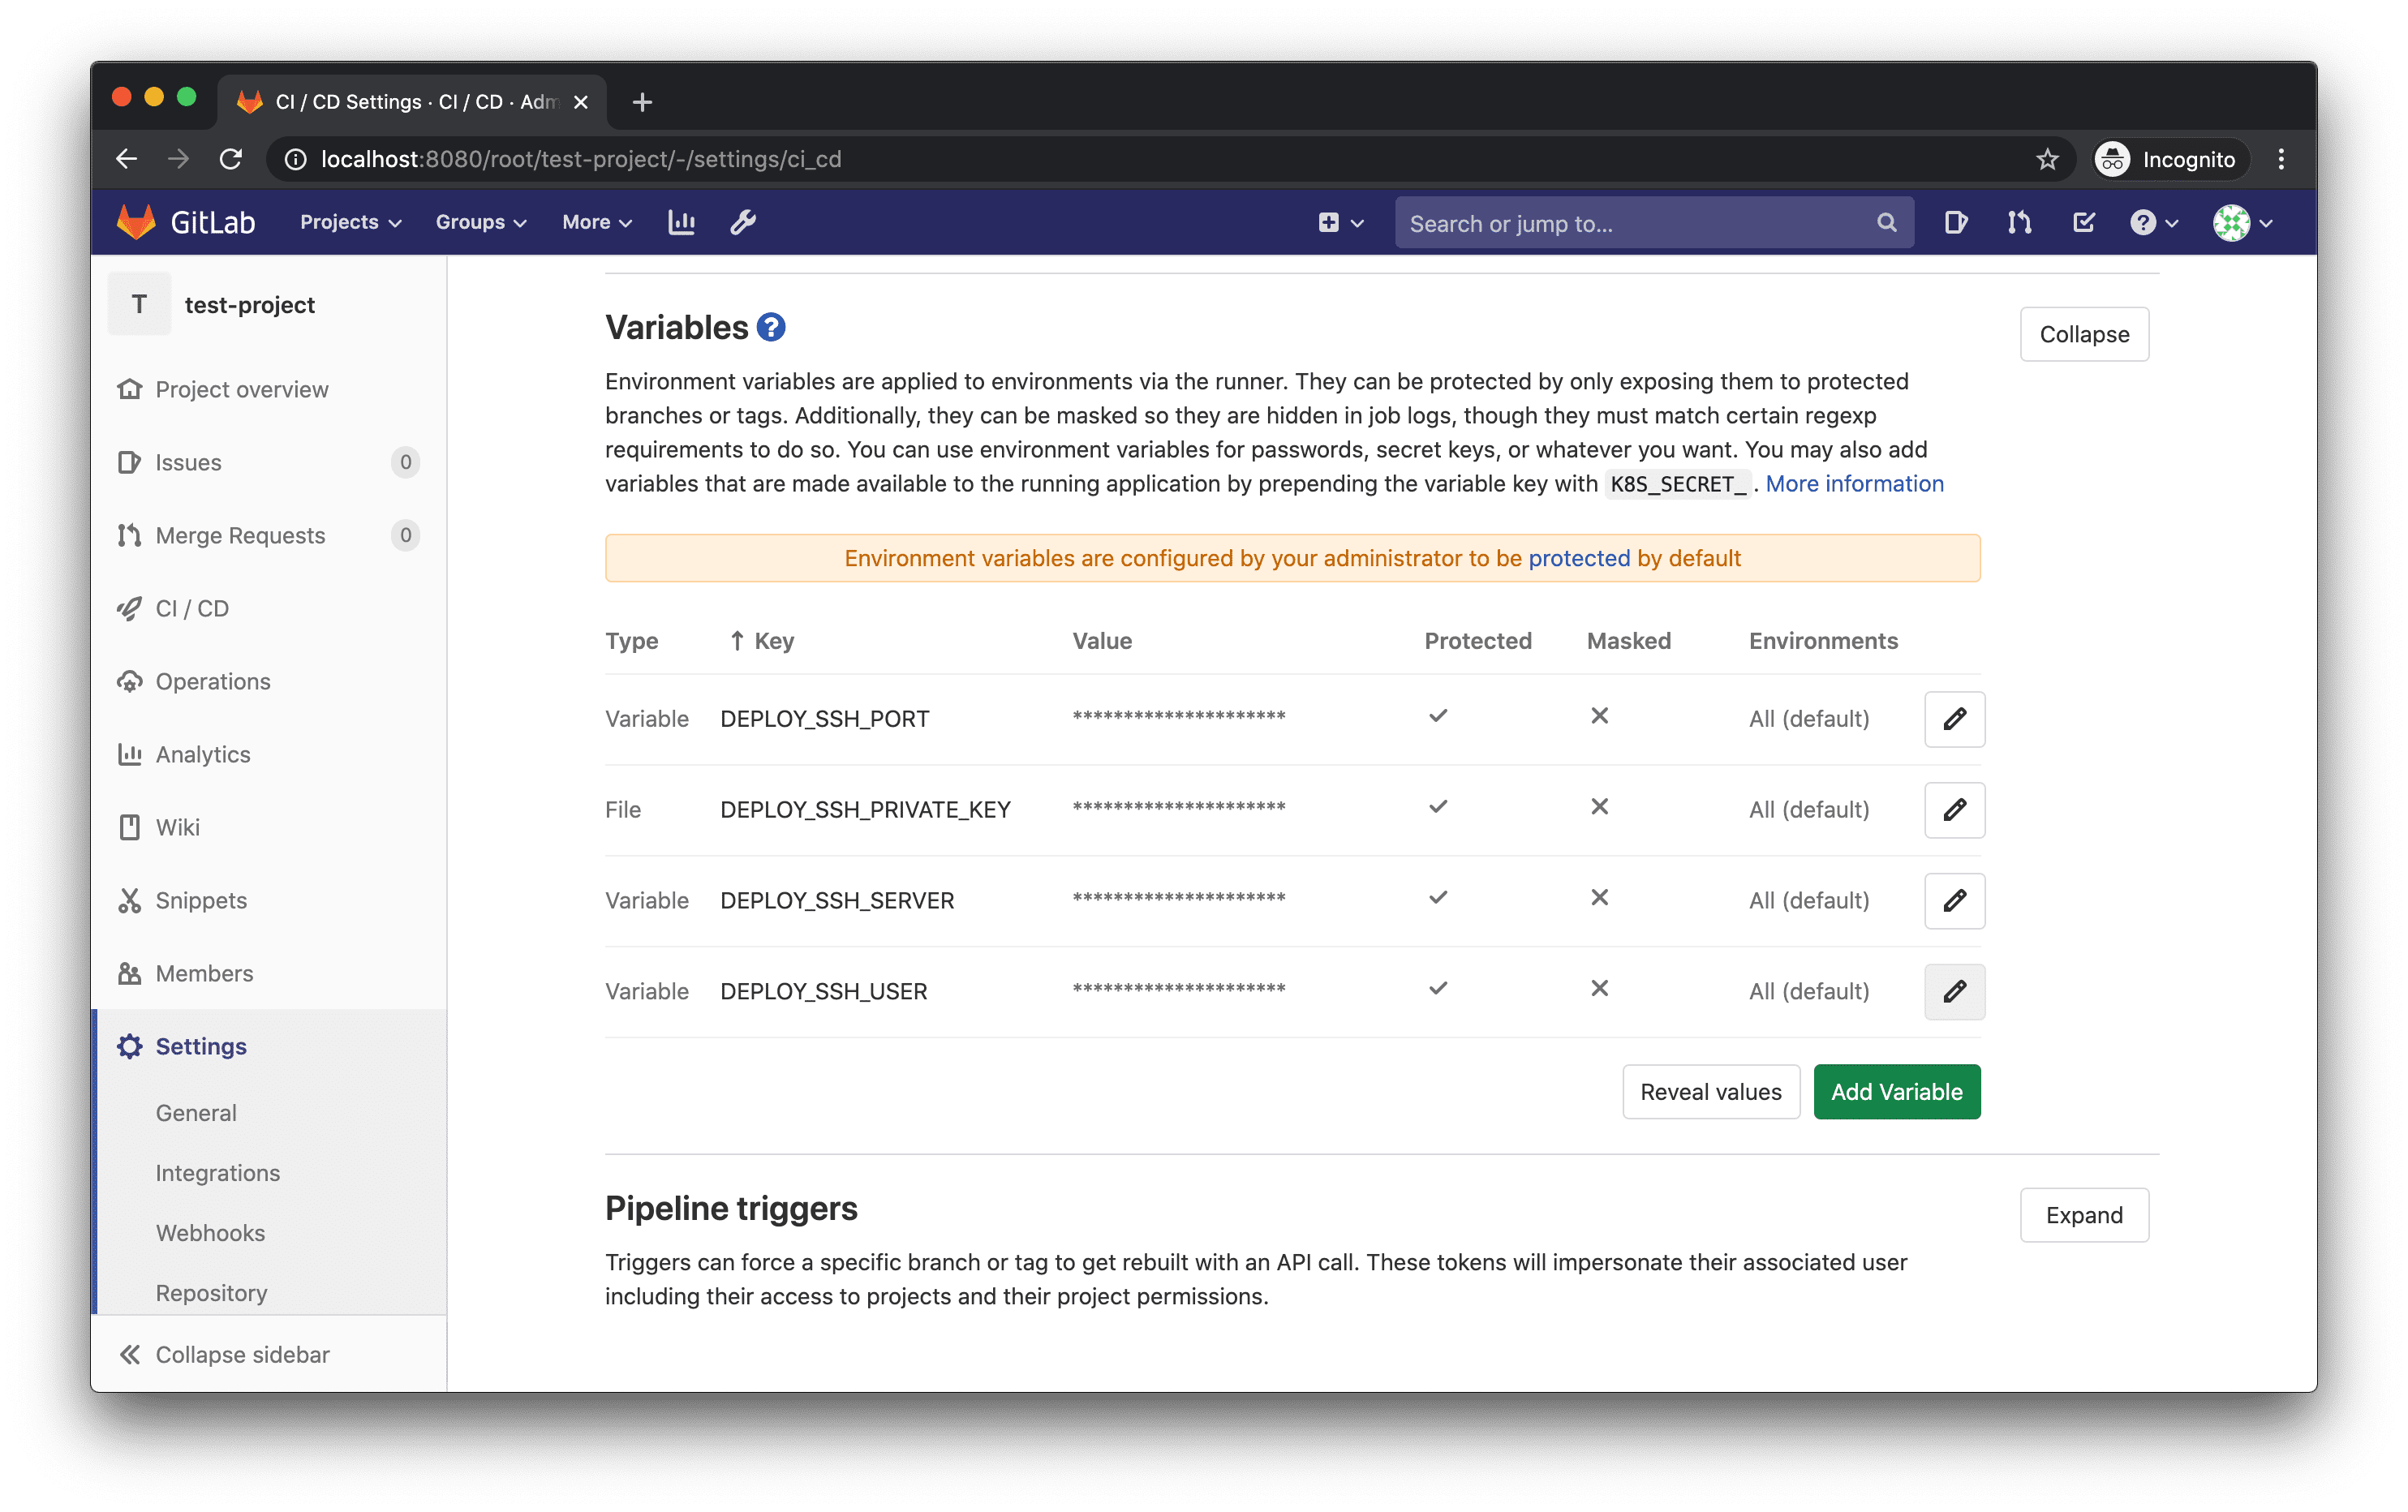 CI / CD Settings · CI / CD · Adm
localhost:8080/root/test-project/-/settings/ci_cd
Incognito
GitLab Projects Groups More Search or jump to...
T test-project
Project overview
Issues 0
Merge Requests 0
CI / CD
Operations
Analytics
Wiki
Snippets
Members
Settings
General
Integrations
Webhooks
Repository
Collapse sidebar
Variables ?
Collapse
Environment variables are applied to environments via the runner. They can be protected by only exposing them to protected
branches or tags. Additionally, they can be masked so they are hidden in job logs, though they must match certain regexp
requirements to do so. You can use environment variables for passwords, secret keys, or whatever you want. You may also add
variables that are made available to the running application by prepending the variable key with K8S_SECRET_ . More information
Environment variables are configured by your administrator to be protected by default
Type ↑ Key Value Protected Masked Environments
Variable DEPLOY_SSH_PORT ********************* All (default)
File DEPLOY_SSH_PRIVATE_KEY ********************* All (default)
Variable DEPLOY_SSH_SERVER ********************* All (default)
Variable DEPLOY_SSH_USER ********************* All (default)
Reveal values Add Variable
Pipeline triggers
Expand
Triggers can force a specific branch or tag to get rebuilt with an API call. These tokens will impersonate their associated user
including their access to projects and their project permissions.